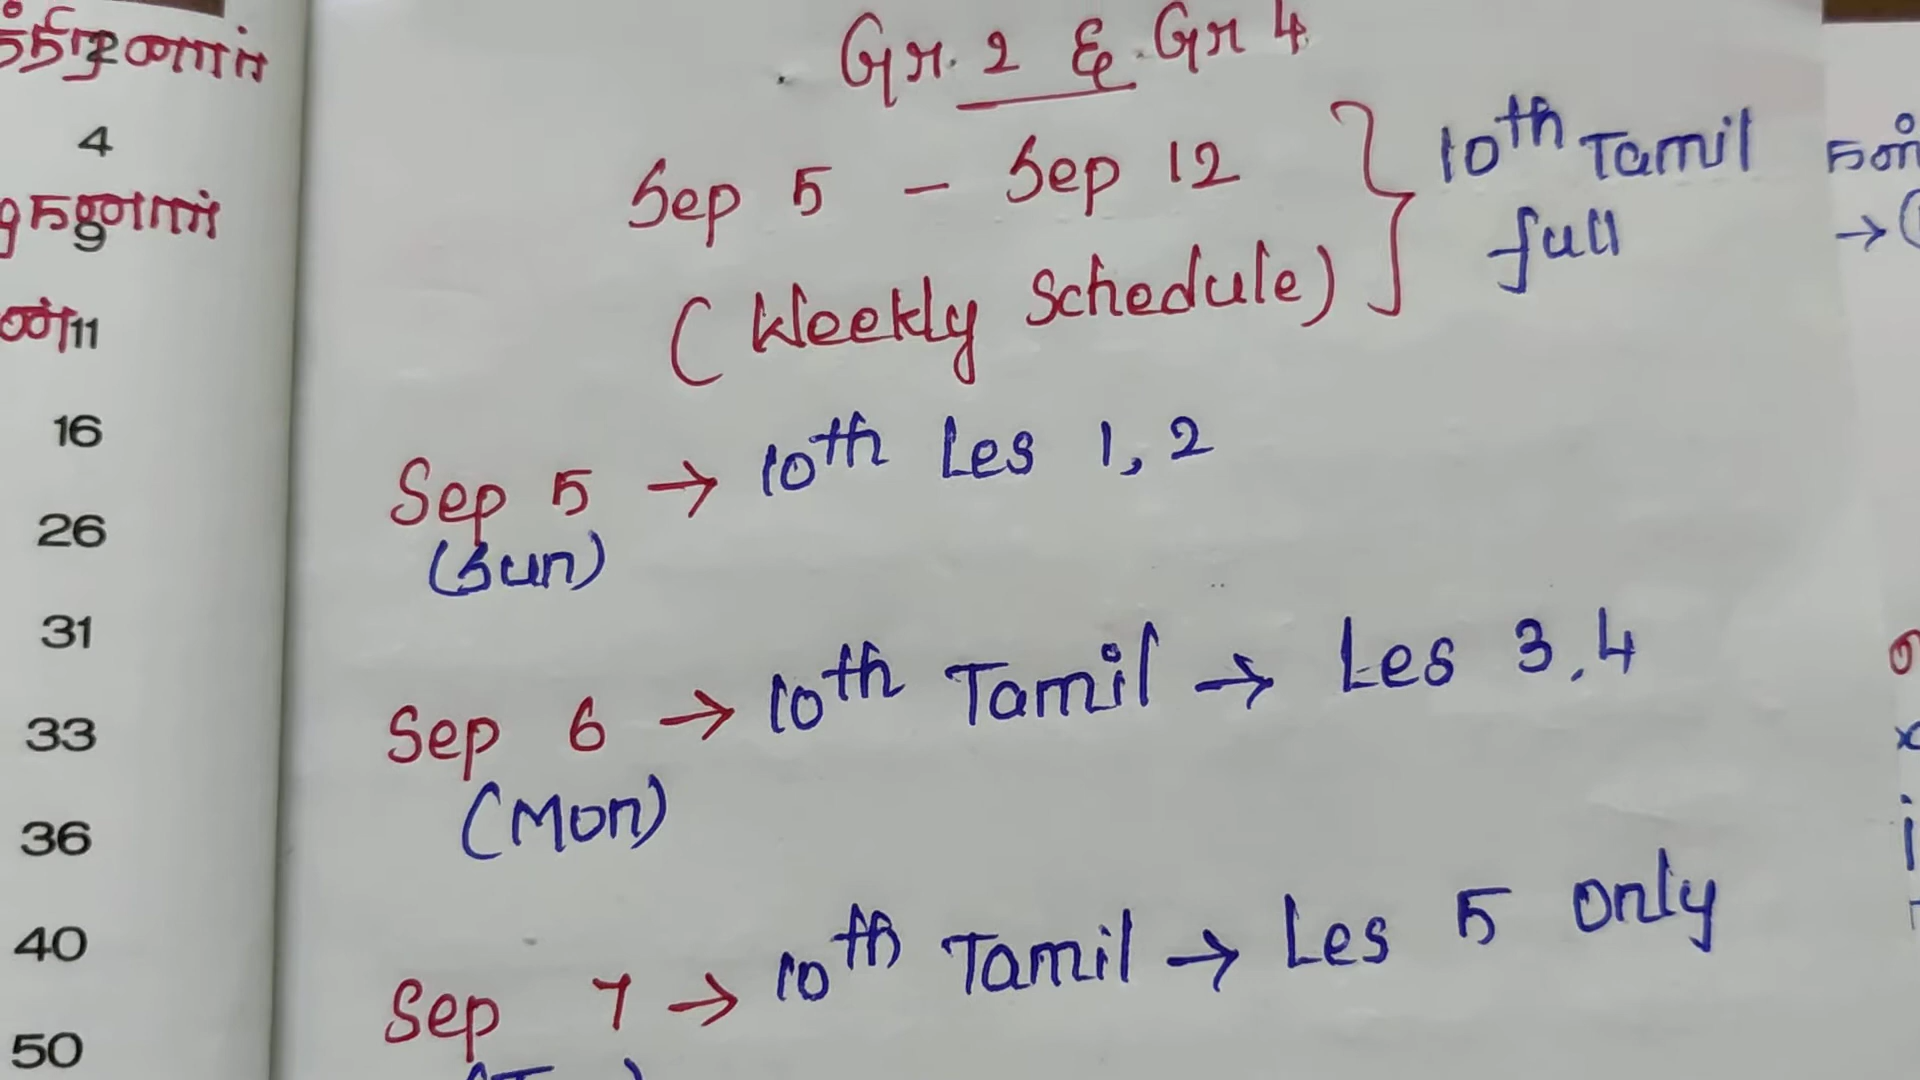 4
9
11
16
26
31
33
36
40
50
Gr. 2 & Gr 4
Sep 5 - Sep 12
(Weekly Schedule)
10th Tamil
full
Sep 5 → 10th Les 1, 2
(Sun)
Sep 6 → 10th Tamil → Les 3, 4
(Mon)
Sep 7 → 10th Tamil → Les 5 only